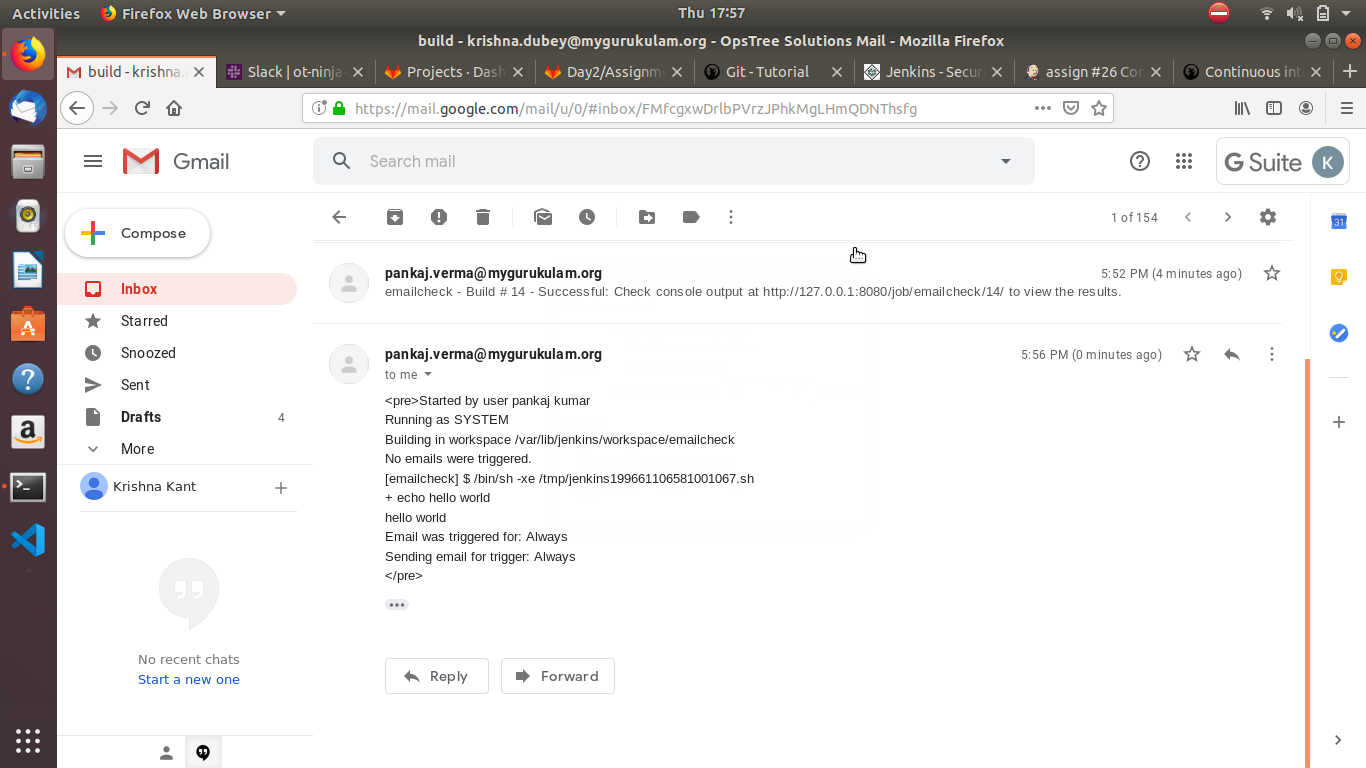 Activities
Firefox Web Browser
Thu 17:57
build - krishna.dubey@mygurukulam.org - OpsTree Solutions Mail - Mozilla Firefox
build - krishna.
Slack | ot-ninja-
Projects · Dash
Day2/Assignm
Git - Tutorial
Jenkins - Secur
assign #26 Con
Continuous int
https://mail.google.com/mail/u/0/#inbox/FMfcgxwDrlbPVrzJPhkMgLHmQDNThsfg
Gmail
Search mail
G Suite
K
Compose
1 of 154
31
Inbox
Starred
Snoozed
Sent
Drafts
4
More
Krishna Kant
No recent chats
Start a new one
pankaj.verma@mygurukulam.org
5:52 PM (4 minutes ago)
emailcheck - Build # 14 - Successful: Check console output at http://127.0.0.1:8080/job/emailcheck/14/ to view the results.
pankaj.verma@mygurukulam.org
5:56 PM (0 minutes ago)
to me
<pre>Started by user pankaj kumar
Running as SYSTEM
Building in workspace /var/lib/jenkins/workspace/emailcheck
No emails were triggered.
[emailcheck] $ /bin/sh -xe /tmp/jenkins199661106581001067.sh
+ echo hello world
hello world
Email was triggered for: Always
Sending email for trigger: Always
</pre>
Reply
Forward